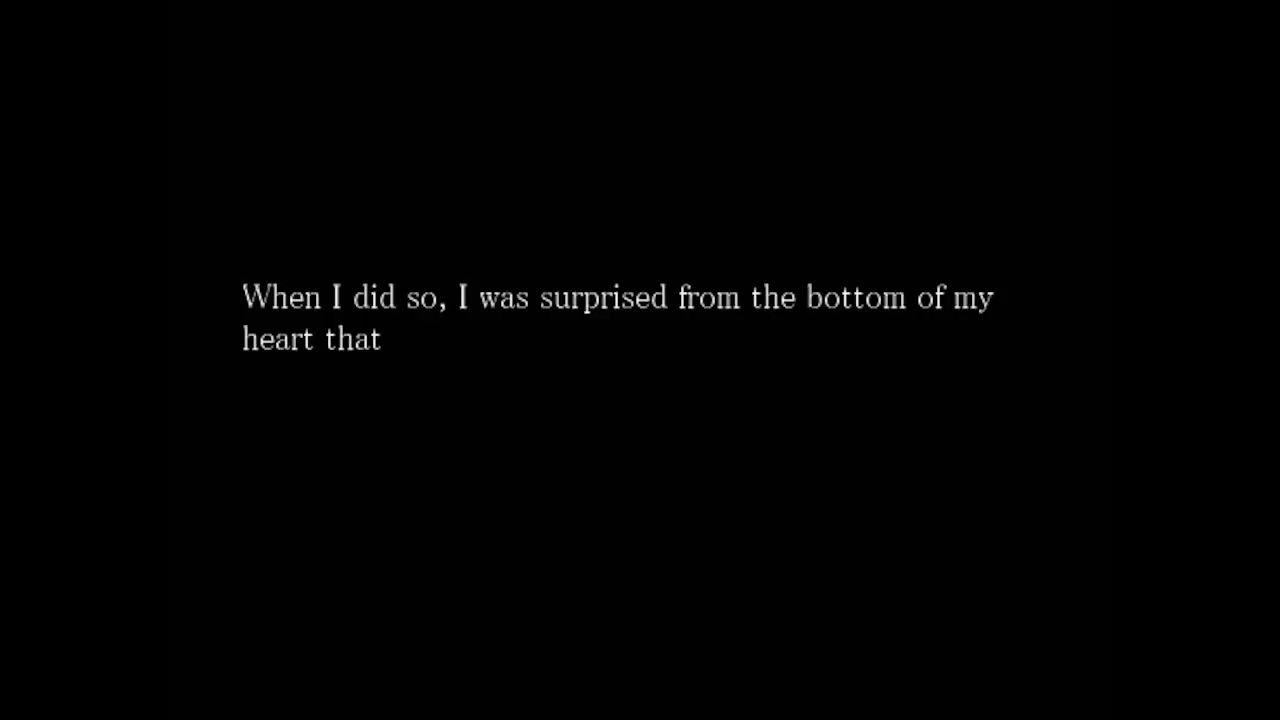 When I did so, I was surprised from the bottom of my
heart that